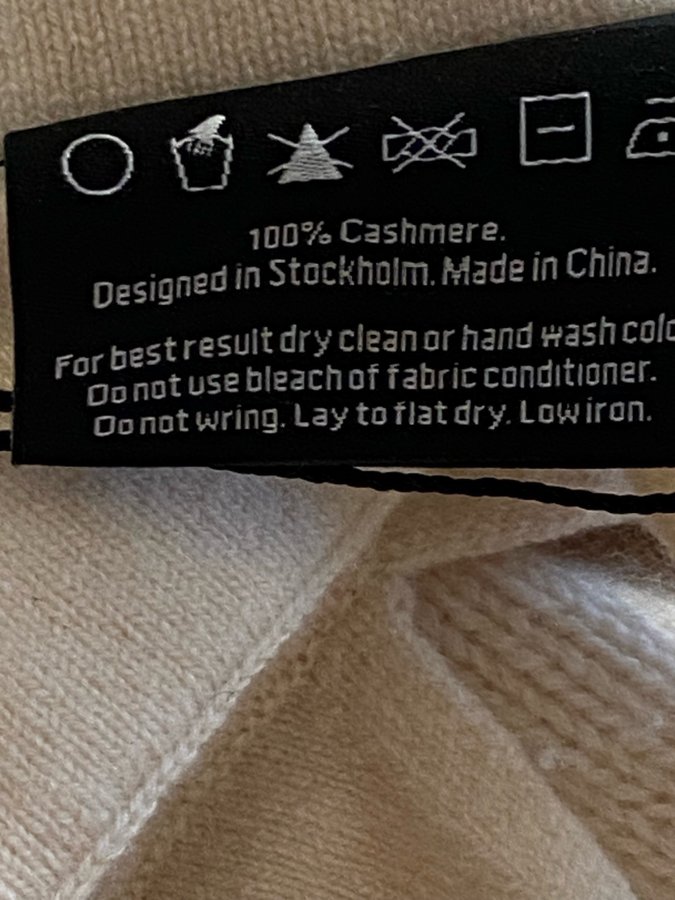 100% Cashmere.
Designed in Stockholm. Made in China.
For best result dry clean or hand wash cold
Do not use bleach of fabric conditioner.
Do not wring. Lay to flat dry. Low iron.